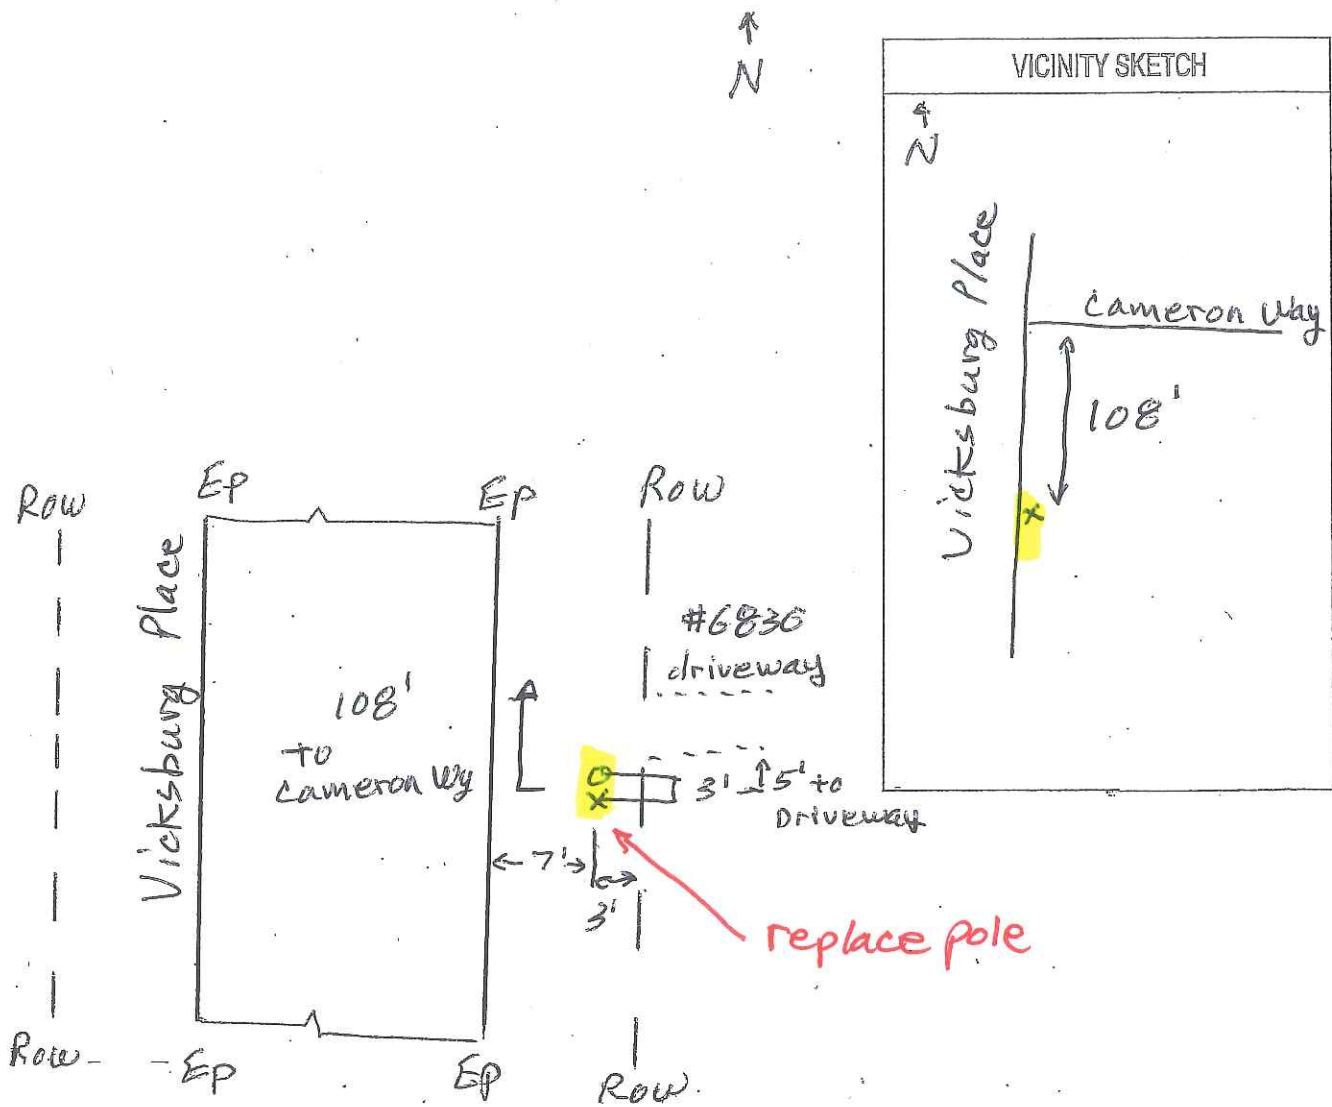 N
VICINITY SKETCH
N
Vicksburg Place
Cameron Way
108'
Row
Ep
Ep
Row
Vicksburg Place
#6836
driveway
108'
to
Cameron Wy
O
X
3'
5' to
Driveway
7'
3'
replace pole
Row
Ep
Ep
Row
X